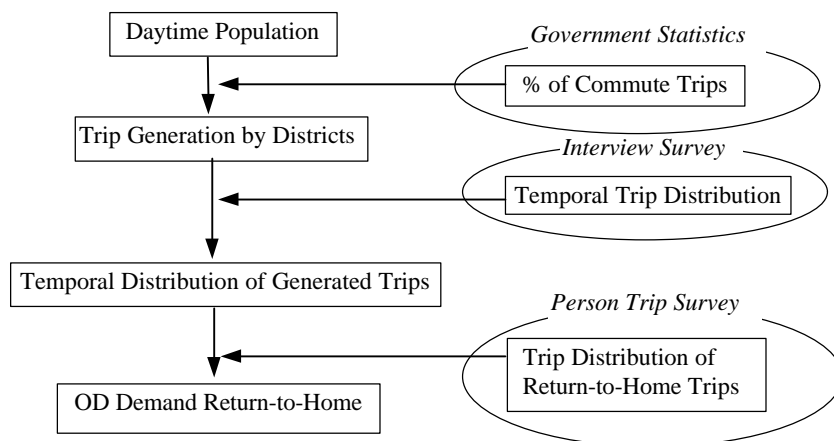 Daytime Population
Government Statistics
% of Commute Trips
Trip Generation by Districts
Interview Survey
Temporal Trip Distribution
Temporal Distribution of Generated Trips
Person Trip Survey
Trip Distribution of
Return-to-Home Trips
OD Demand Return-to-Home